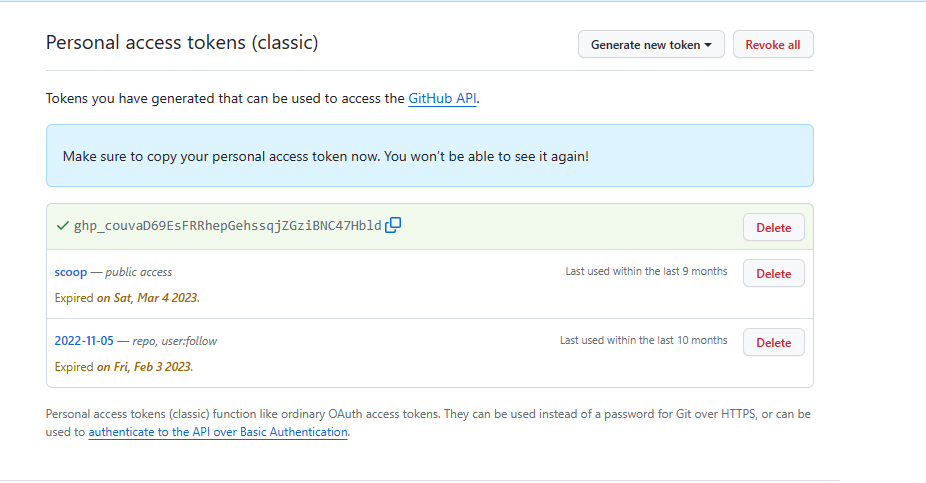 Personal access tokens (classic)
Generate new token
Revoke all
Tokens you have generated that can be used to access the GitHub API.
Make sure to copy your personal access token now. You won't be able to see it again!
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
Delete
scoop — public access
Last used within the last 9 months
Delete
Expired on Sat, Mar 4 2023.
2022-11-05 — repo, user:follow
Last used within the last 10 months
Delete
Expired on Fri, Feb 3 2023.
Personal access tokens (classic) function like ordinary OAuth access tokens. They can be used instead of a password for Git over HTTPS, or can be
used to authenticate to the API over Basic Authentication.